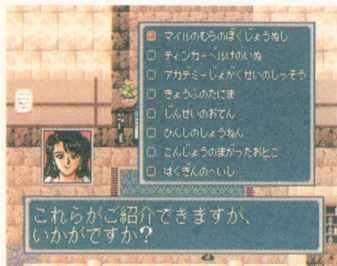 マイルのむらのぼくじょうぬし
ティンカーベルけのいぬ
アカデミーじょがくせいのしっそう
きょうふのたにま
じんせいのおてん
ひんしのしょうねん
こんじょうのまがったおとこ
はくぎんのへいし
これらがご紹介できますが、
いかがですか?